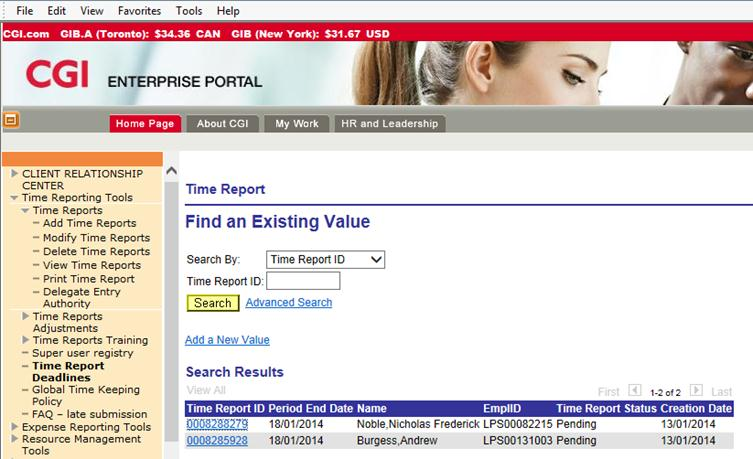 File Edit View Favorites Tools Help
CGI.com GIB.A (Toronto): $34.36 CAN GIB (New York): $31.67 USD
CGI ENTERPRISE PORTAL
Home Page About CGI My Work HR and Leadership
CLIENT RELATIONSHIP
CENTER
Time Reporting Tools
Time Reports
Add Time Reports
Modify Time Reports
Delete Time Reports
View Time Reports
Print Time Report
Delegate Entry
Authority
Time Reports
Adjustments
Time Reports Training
Super user registry
Time Report
Deadlines
Global Time Keeping
Policy
FAQ – late submission
Expense Reporting Tools
Resource Management
Tools
Time Report
Find an Existing Value
Search By: Time Report ID
Time Report ID:
Search Advanced Search
Add a New Value
Search Results
View All First 1-2 of 2 Last
Time Report ID Period End Date Name EmplID Time Report Status Creation Date
0008288279 18/01/2014 Noble,Nicholas Frederick LPS00082215 Pending 13/01/2014
0008285928 18/01/2014 Burgess,Andrew LPS00131003 Pending 13/01/2014